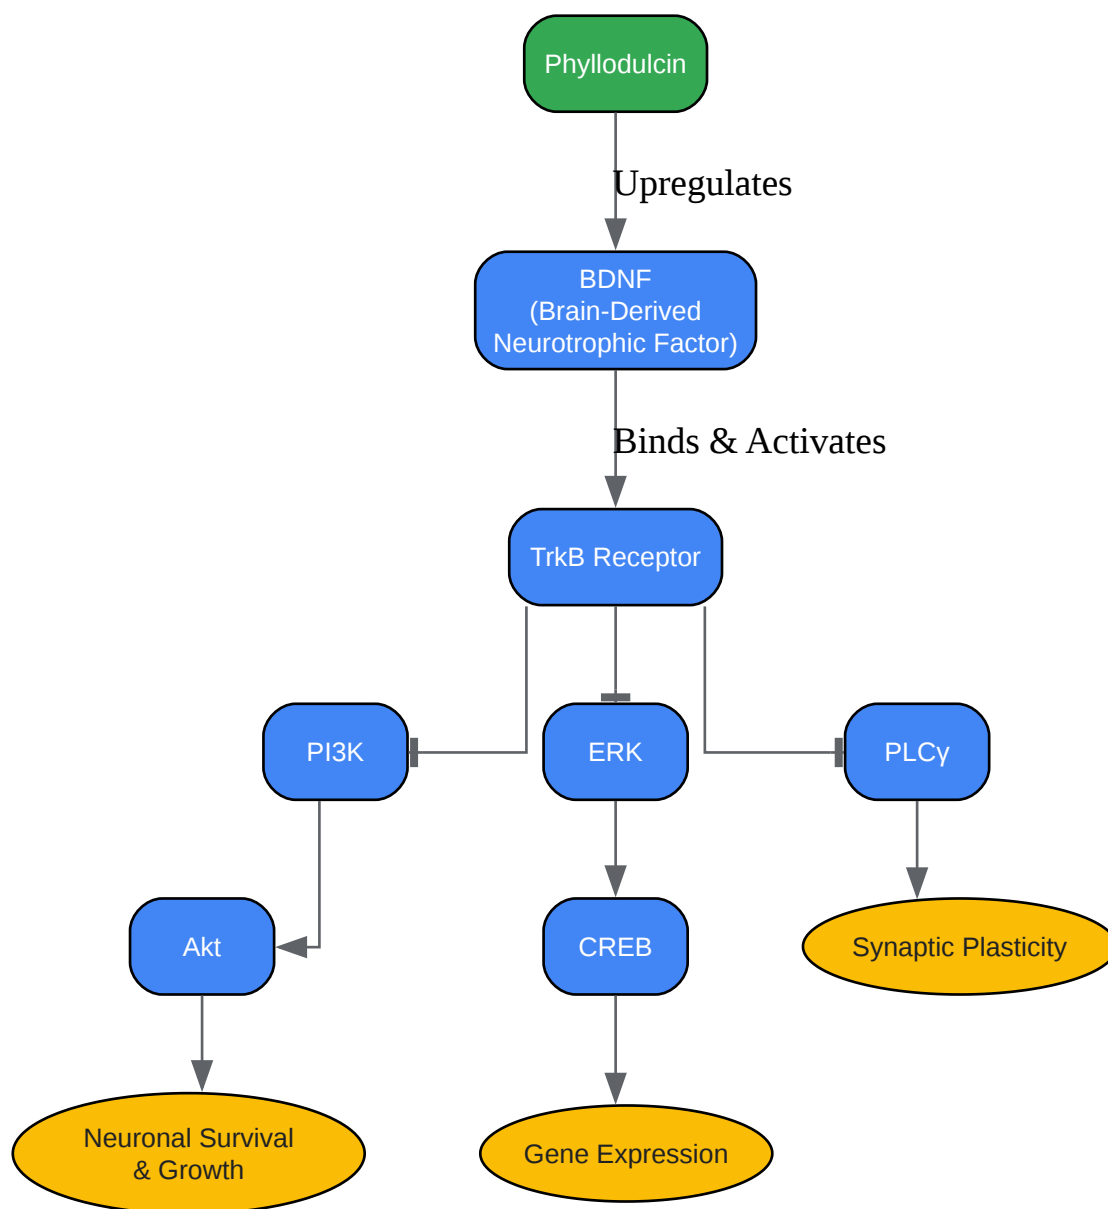 Phyllodulcin
Upregulates
BDNF
(Brain-Derived
Neurotrophic Factor)
Binds & Activates
TrkB Receptor
PI3K
ERK
PLCγ
Akt
CREB
Synaptic Plasticity
Neuronal Survival
& Growth
Gene Expression